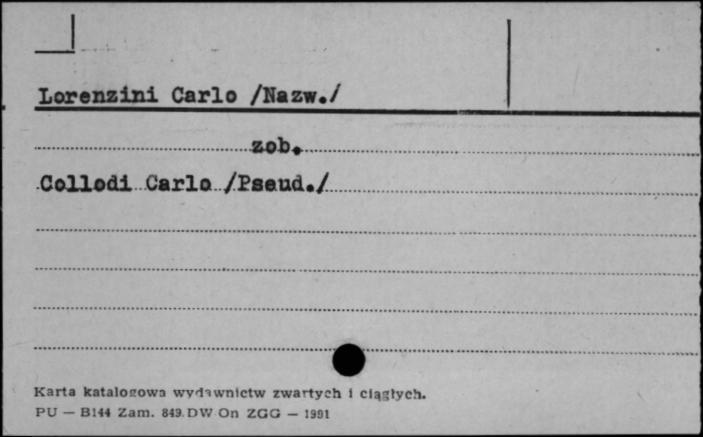 Lorenzini Carlo /Nazw./
zob.
Collodi Carlo /Pseud./
Karta katalogowa wydawnictw zwartych i ciągłych.
PU — B144 Zam. 849. DW On ZGG — 1991